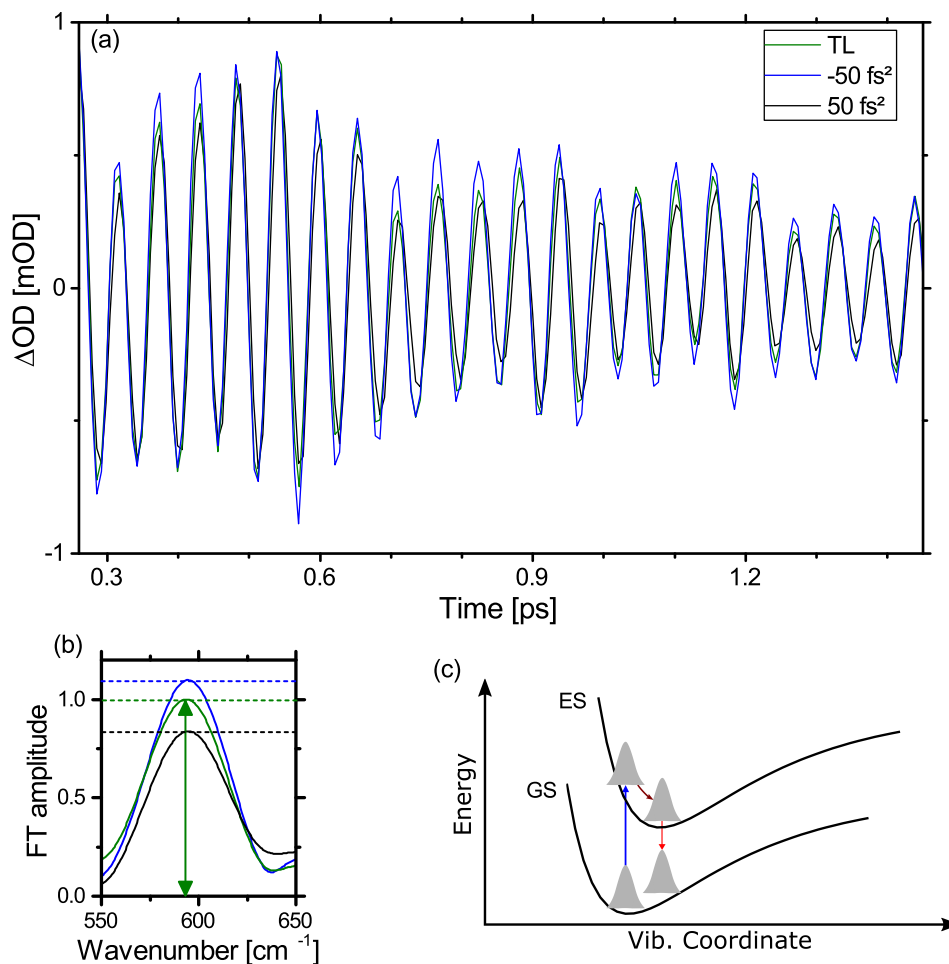 (a)
TL
-50 fs²
50 fs²
1
0
-1
ΔOD [mOD]
0.3 0.6 0.9 1.2
Time [ps]
(b)
1.0
0.5
0.0
FT amplitude
550 600 650
Wavenumber [cm ⁻¹]
(c)
ES
GS
Energy
Vib. Coordinate